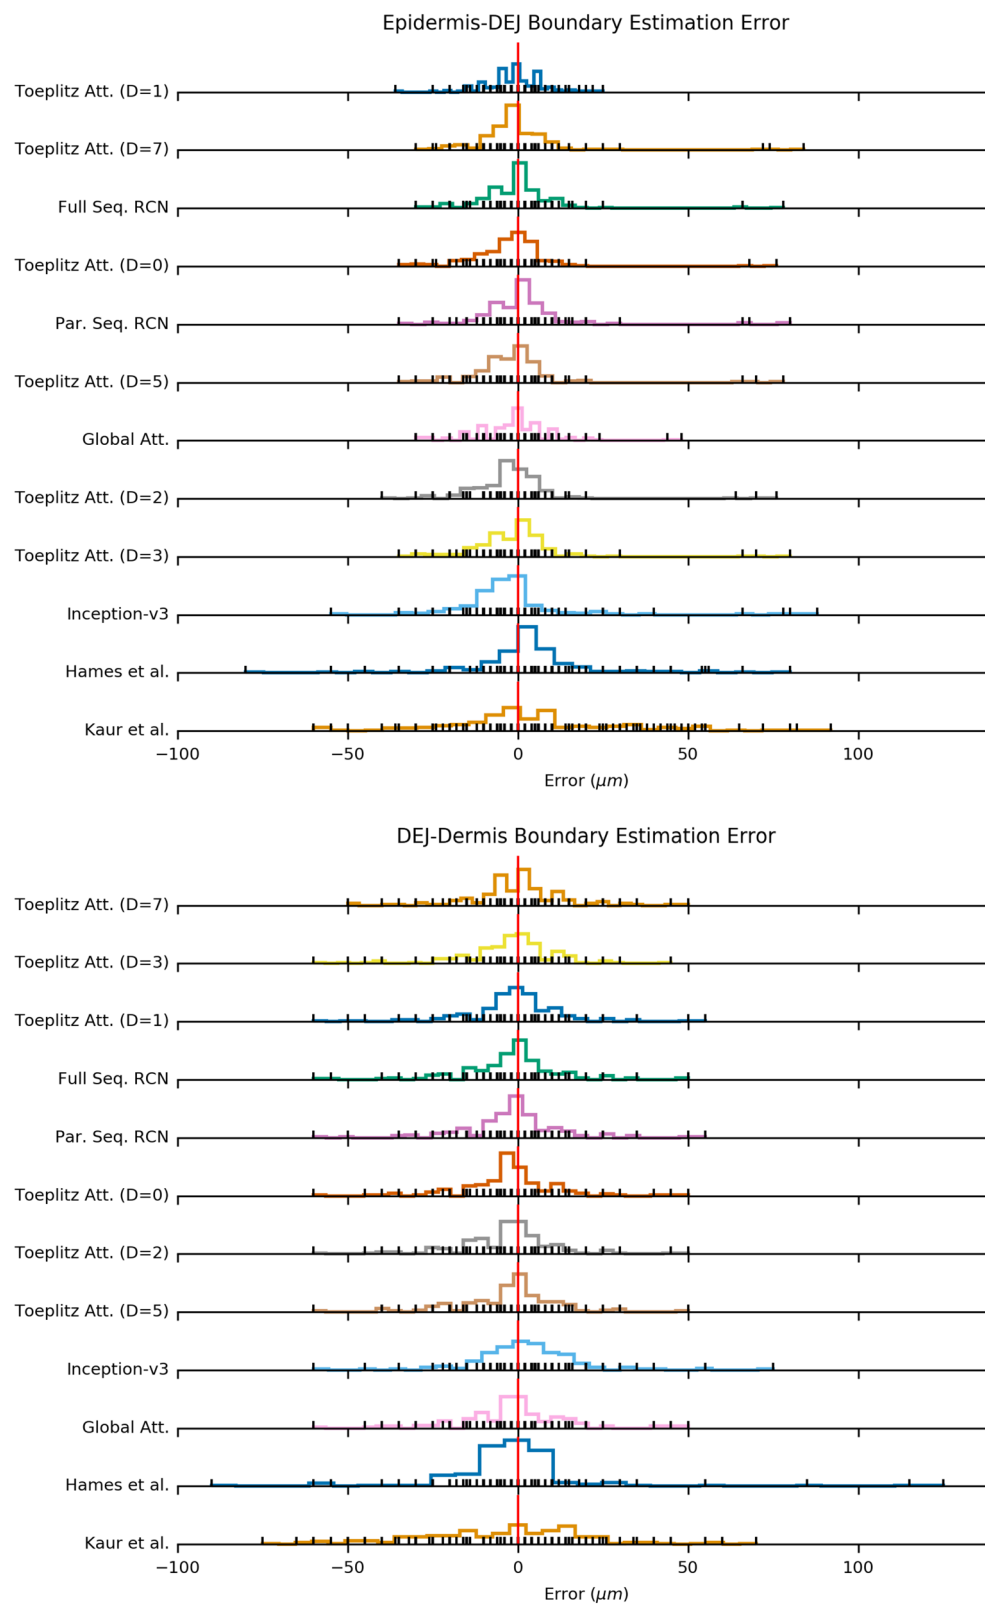 Epidermis-DEJ Boundary Estimation Error
Toeplitz Att. (D=1)
Toeplitz Att. (D=7)
Full Seq. RCN
Toeplitz Att. (D=0)
Par. Seq. RCN
Toeplitz Att. (D=5)
Global Att.
Toeplitz Att. (D=2)
Toeplitz Att. (D=3)
Inception-v3
Hames et al.
Kaur et al.
−100 −50 0 50 100
Error (μm)
DEJ-Dermis Boundary Estimation Error
Toeplitz Att. (D=7)
Toeplitz Att. (D=3)
Toeplitz Att. (D=1)
Full Seq. RCN
Par. Seq. RCN
Toeplitz Att. (D=0)
Toeplitz Att. (D=2)
Toeplitz Att. (D=5)
Inception-v3
Global Att.
Hames et al.
Kaur et al.
−100 −50 0 50 100
Error (μm)